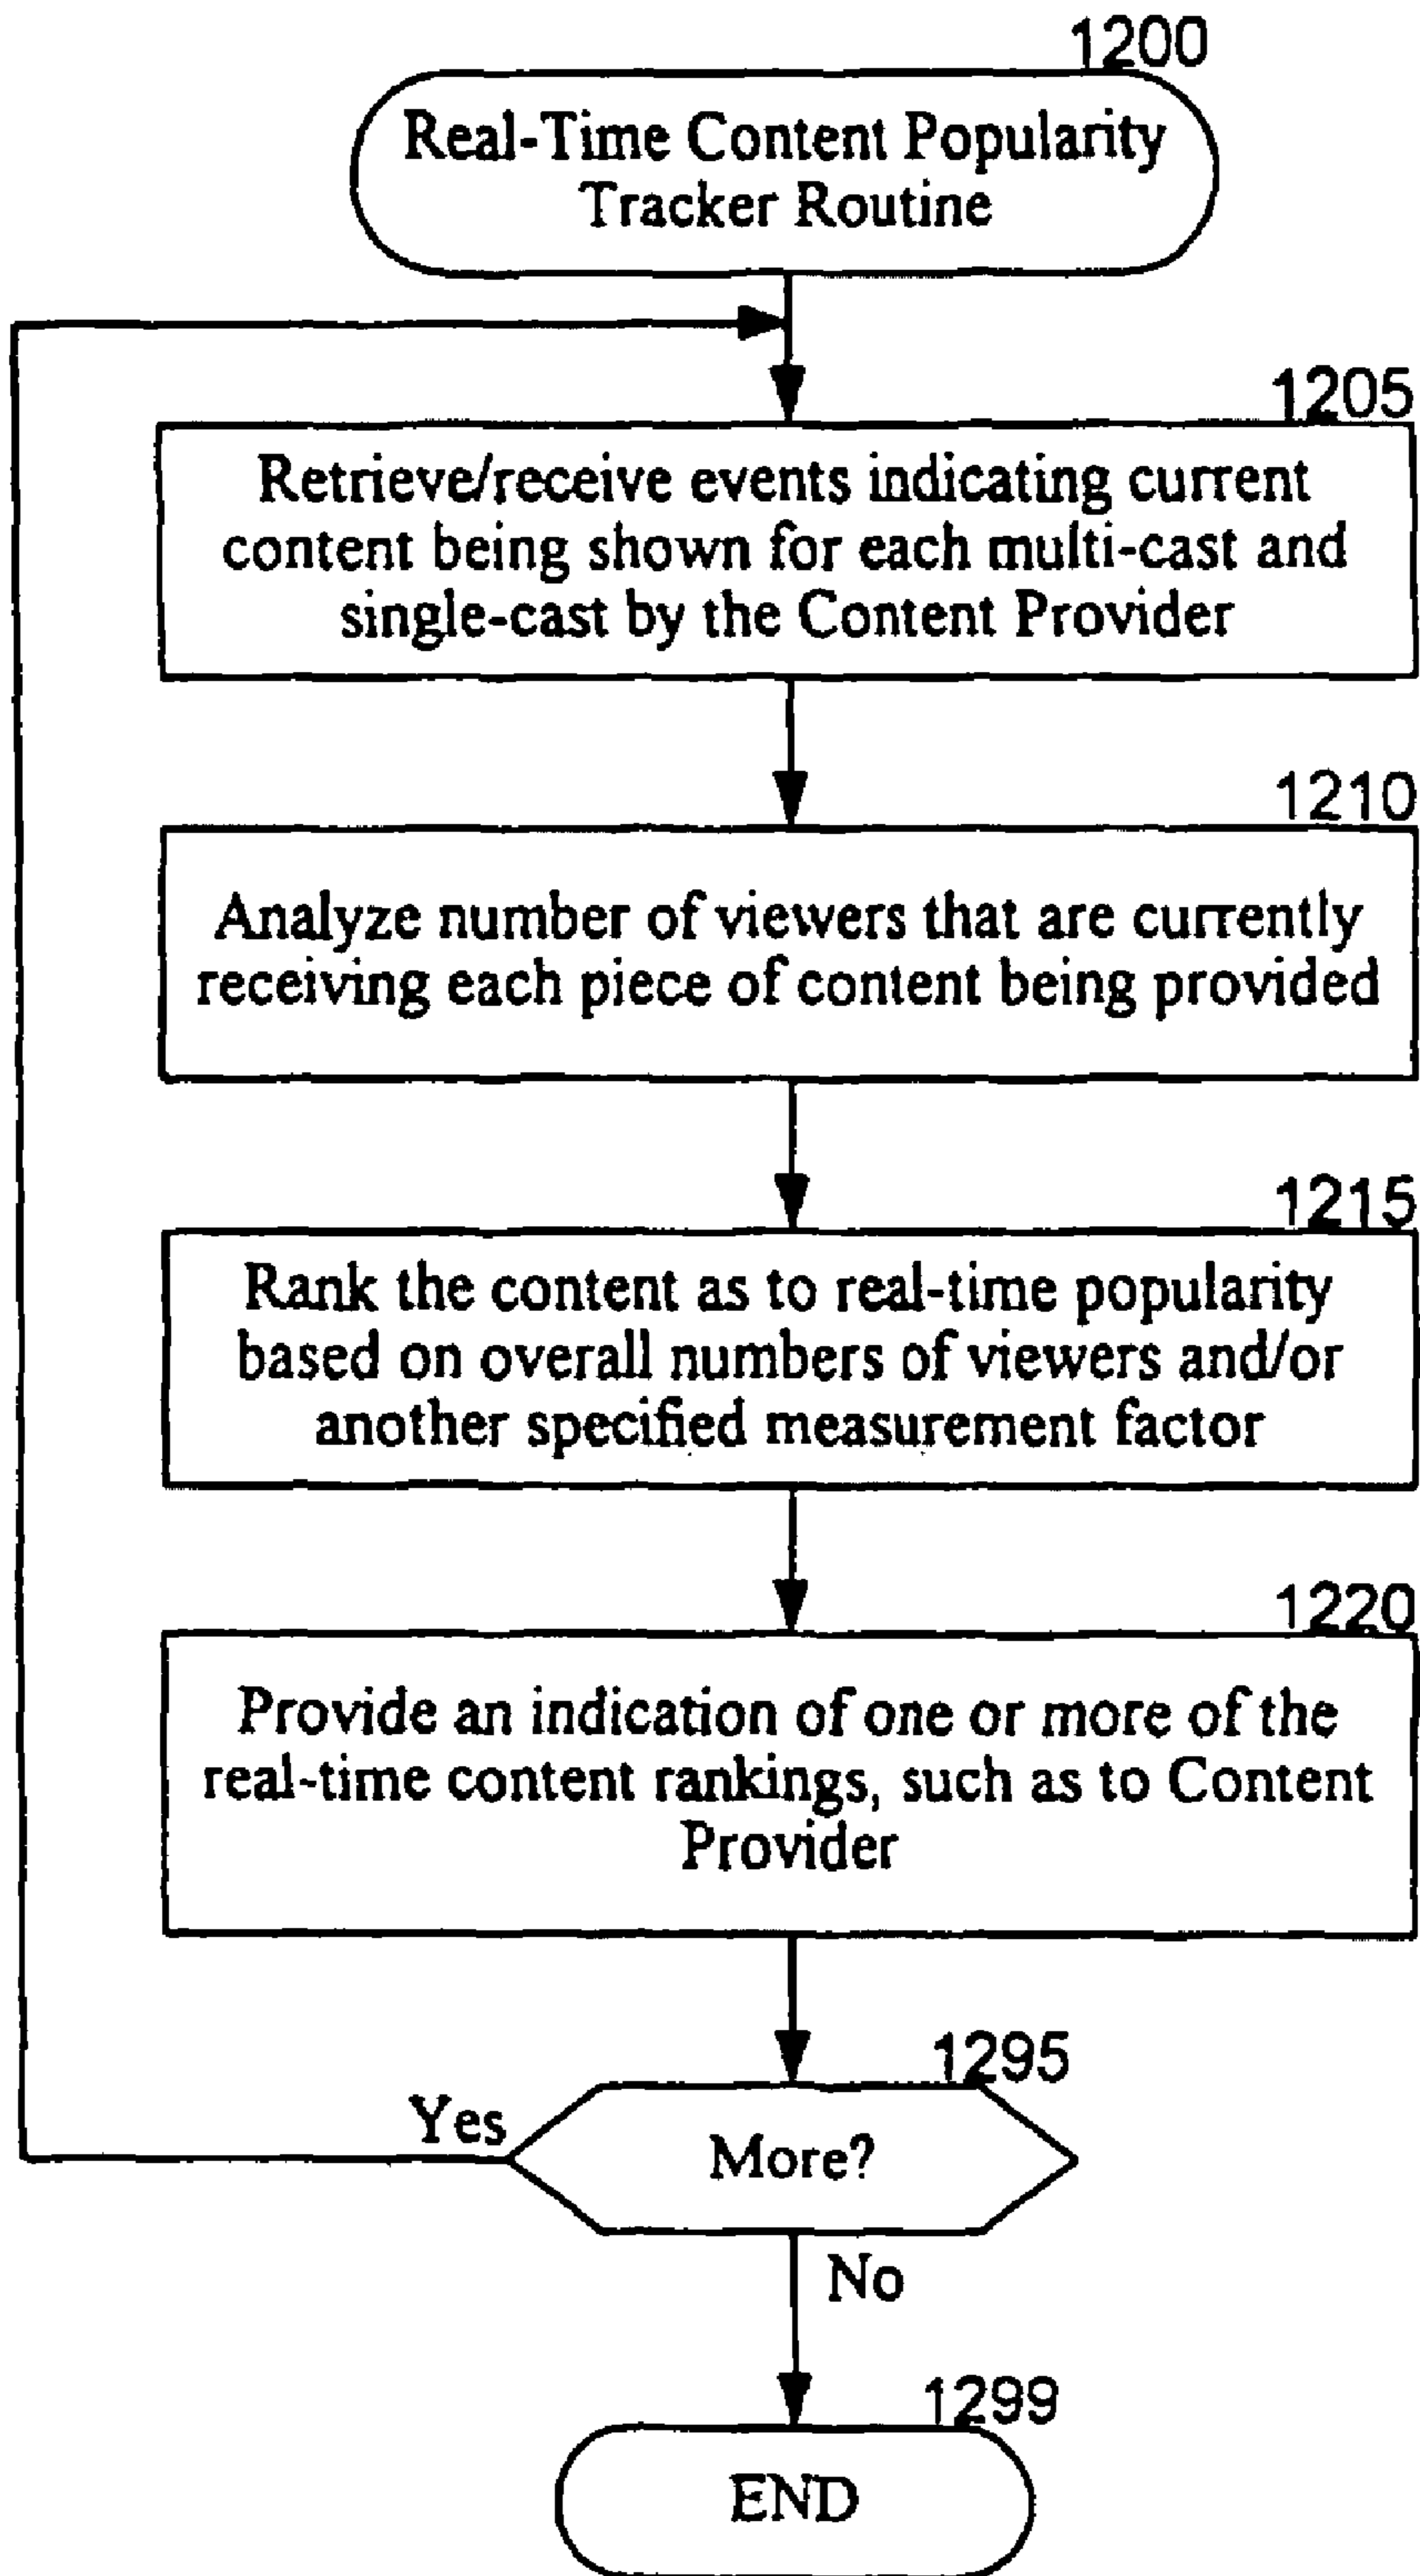 1200
Real-Time Content Popularity
Tracker Routine
1205
Retrieve/receive events indicating current
content being shown for each multi-cast and
single-cast by the Content Provider
1210
Analyze number of viewers that are currently
receiving each piece of content being provided
1215
Rank the content as to real-time popularity
based on overall numbers of viewers and/or
another specified measurement factor
1220
Provide an indication of one or more of the
real-time content rankings, such as to Content
Provider
1295
Yes
More?
No
1299
END